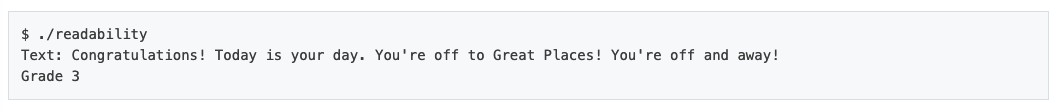 $ ./readability
Text: Congratulations! Today is your day. You're off to Great Places! You're off and away!
Grade 3